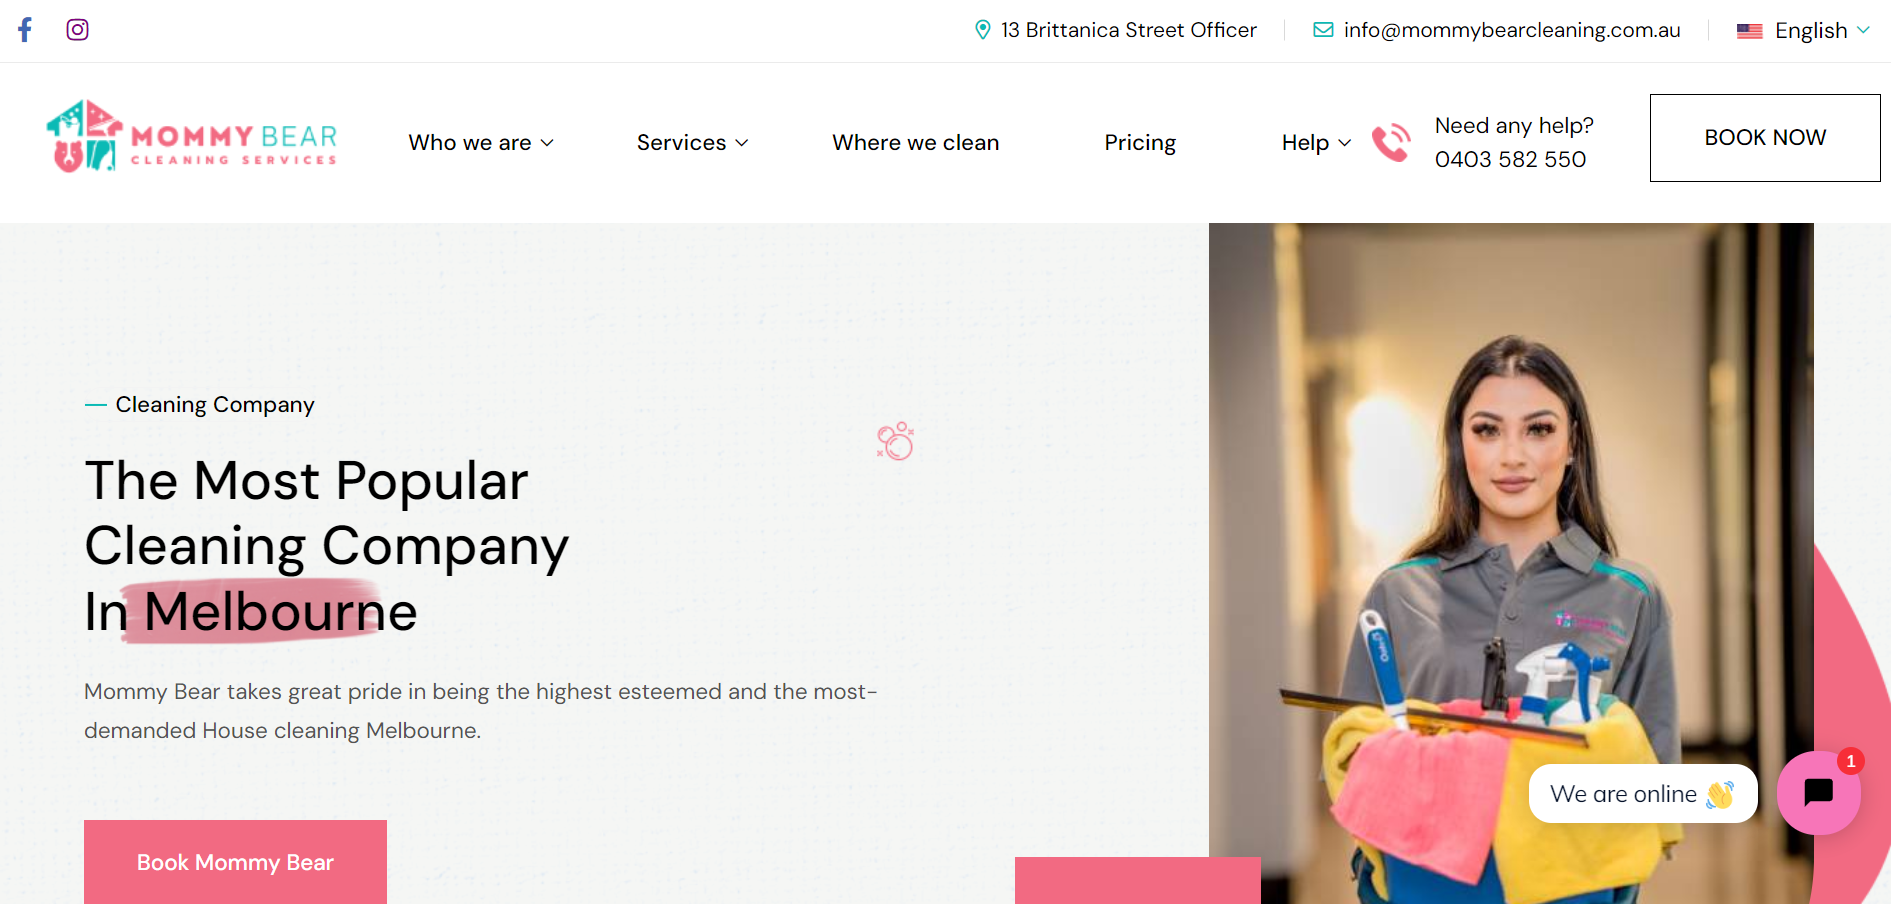 13 Brittanica Street Officer
info@mommybearcleaning.com.au
English
MOMMY BEAR
CLEANING SERVICES
Who we are
Services
Where we clean
Pricing
Help
Need any help?
0403 582 550
BOOK NOW
Cleaning Company
The Most Popular
Cleaning Company
In Melbourne
Mommy Bear takes great pride in being the highest esteemed and the most-
demanded House cleaning Melbourne.
Book Mommy Bear
MOMMY BEAR
We are online 👋
1